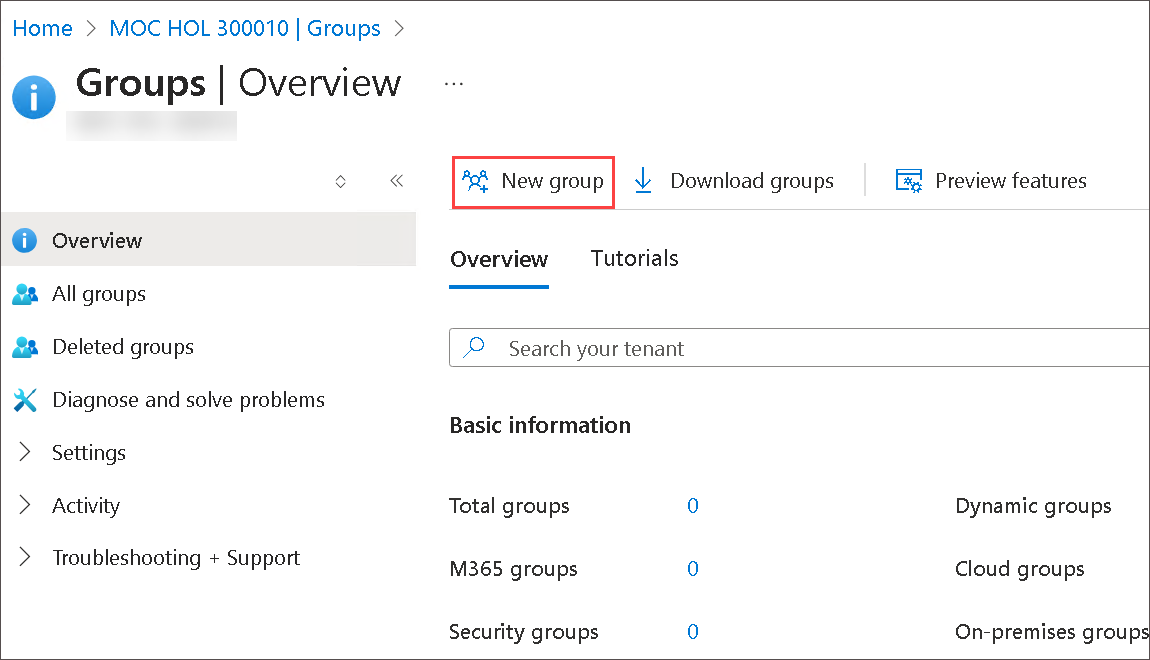 Home > MOC HOL 300010 | Groups >
Groups | Overview ...
New group
Download groups
Preview features
Overview
All groups
Deleted groups
Diagnose and solve problems
Settings
Activity
Troubleshooting + Support
Overview Tutorials
Search your tenant
Basic information
Total groups 0 Dynamic groups
M365 groups 0 Cloud groups
Security groups 0 On-premises groups